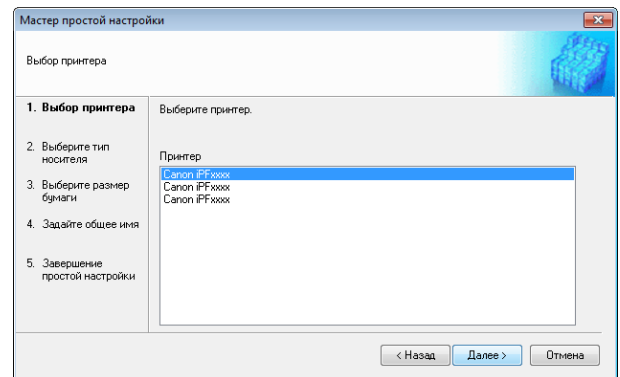 Мастер простой настройки
Выбор принтера
1. Выбор принтера
2. Выберите тип
носителя
3. Выберите размер
бумаги
4. Задайте общее имя
5. Завершение
простой настройки
Выберите принтер.
Принтер
Canon iPFxxxx
Canon iPFxxxx
Canon iPFxxxx
< Назад
Далее >
Отмена